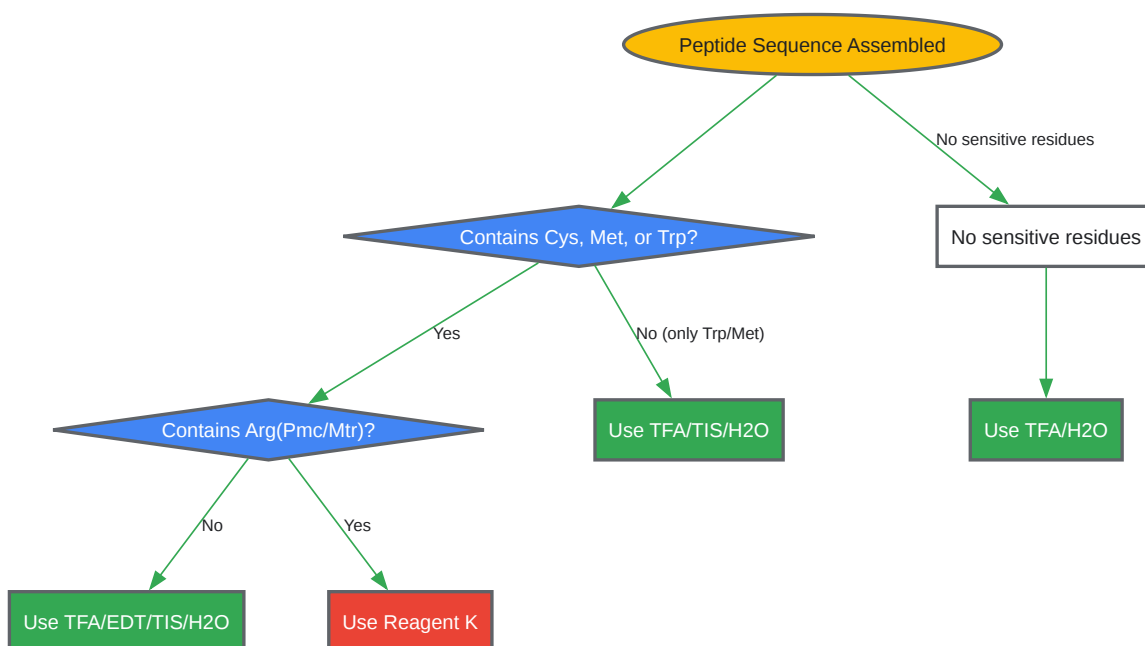 Peptide Sequence Assembled
No sensitive residues
Contains Cys, Met, or Trp?
No sensitive residues
Yes
No (only Trp/Met)
Contains Arg(Pmc/Mtr)?
Use TFA/TIS/H2O
Use TFA/H2O
No
Yes
Use TFA/EDT/TIS/H2O
Use Reagent K